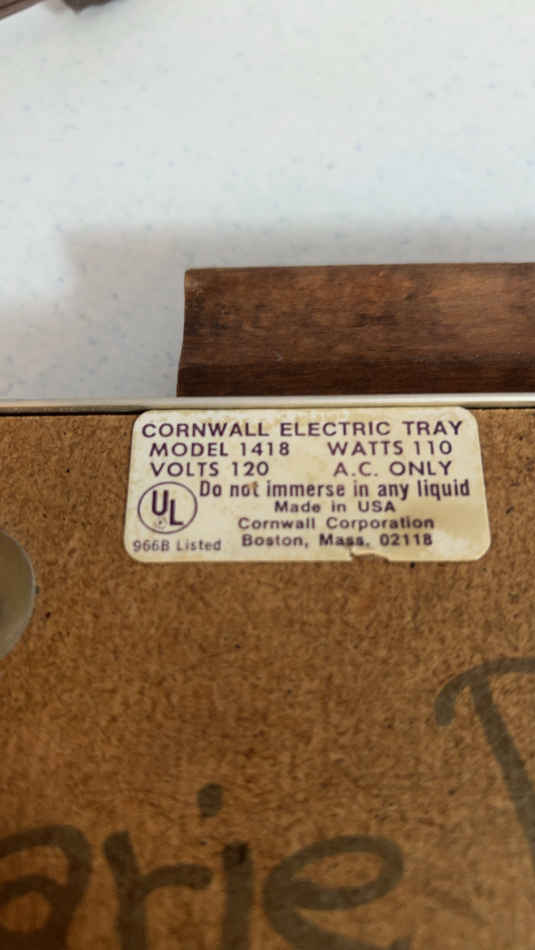 CORNWALL ELECTRIC TRAY
MODEL 1418 WATTS 110
VOLTS 120 A.C. ONLY
UL
Do not immerse in any liquid
Made in USA
Cornwall Corporation
966B Listed Boston, Mass. 02118
arie